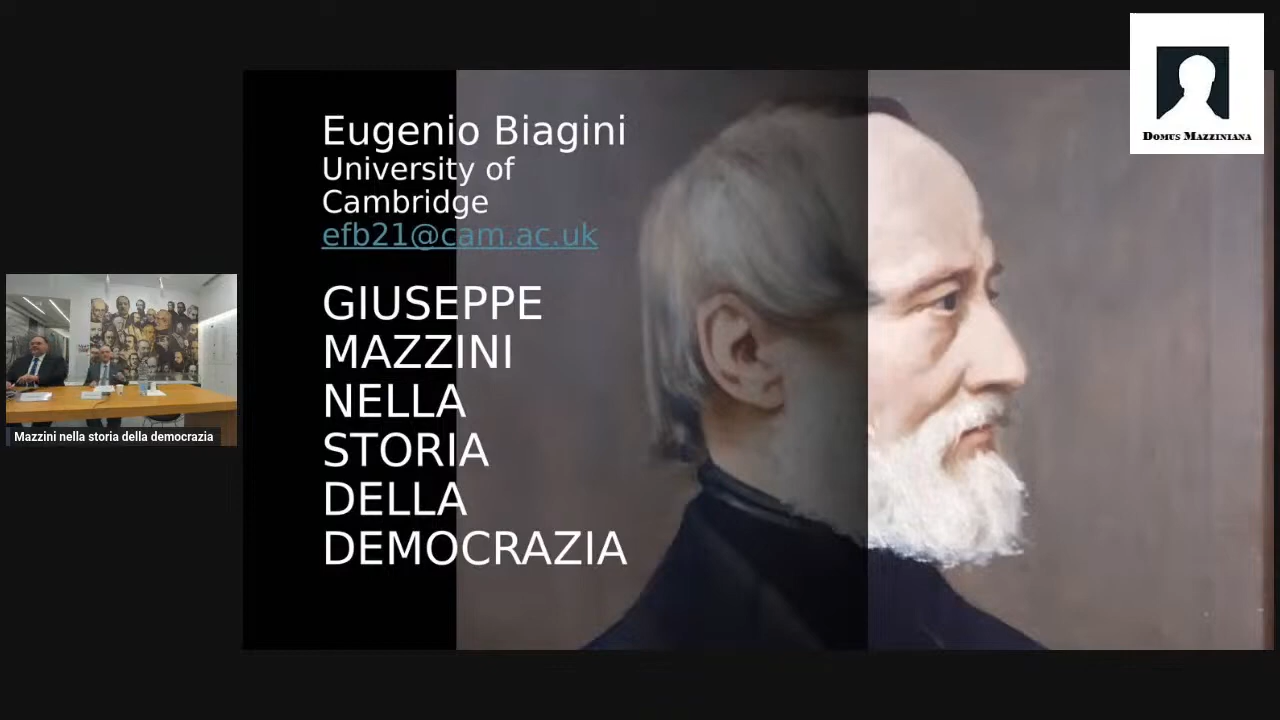 Eugenio Biagini
University of
Cambridge
efb21@cam.ac.uk
GIUSEPPE
MAZZINI
NELLA
STORIA
DELLA
DEMOCRAZIA
Domus Mazziniana
Mazzini nella storia della democrazia